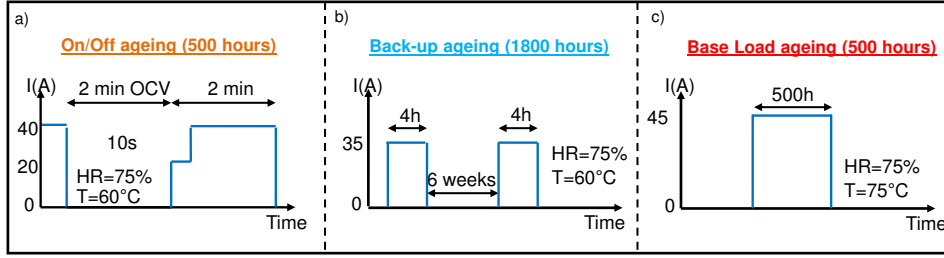 a)
On/Off ageing (500 hours)
I(A)
2 min OCV
2 min
40
20
0
10s
HR=75%
T=60°C
Time
b)
Back-up ageing (1800 hours)
I(A)
4h
4h
35
0
6 weeks
HR=75%
T=60°C
Time
c)
Base Load ageing (500 hours)
I(A)
500h
45
0
HR=75%
T=75°C
Time